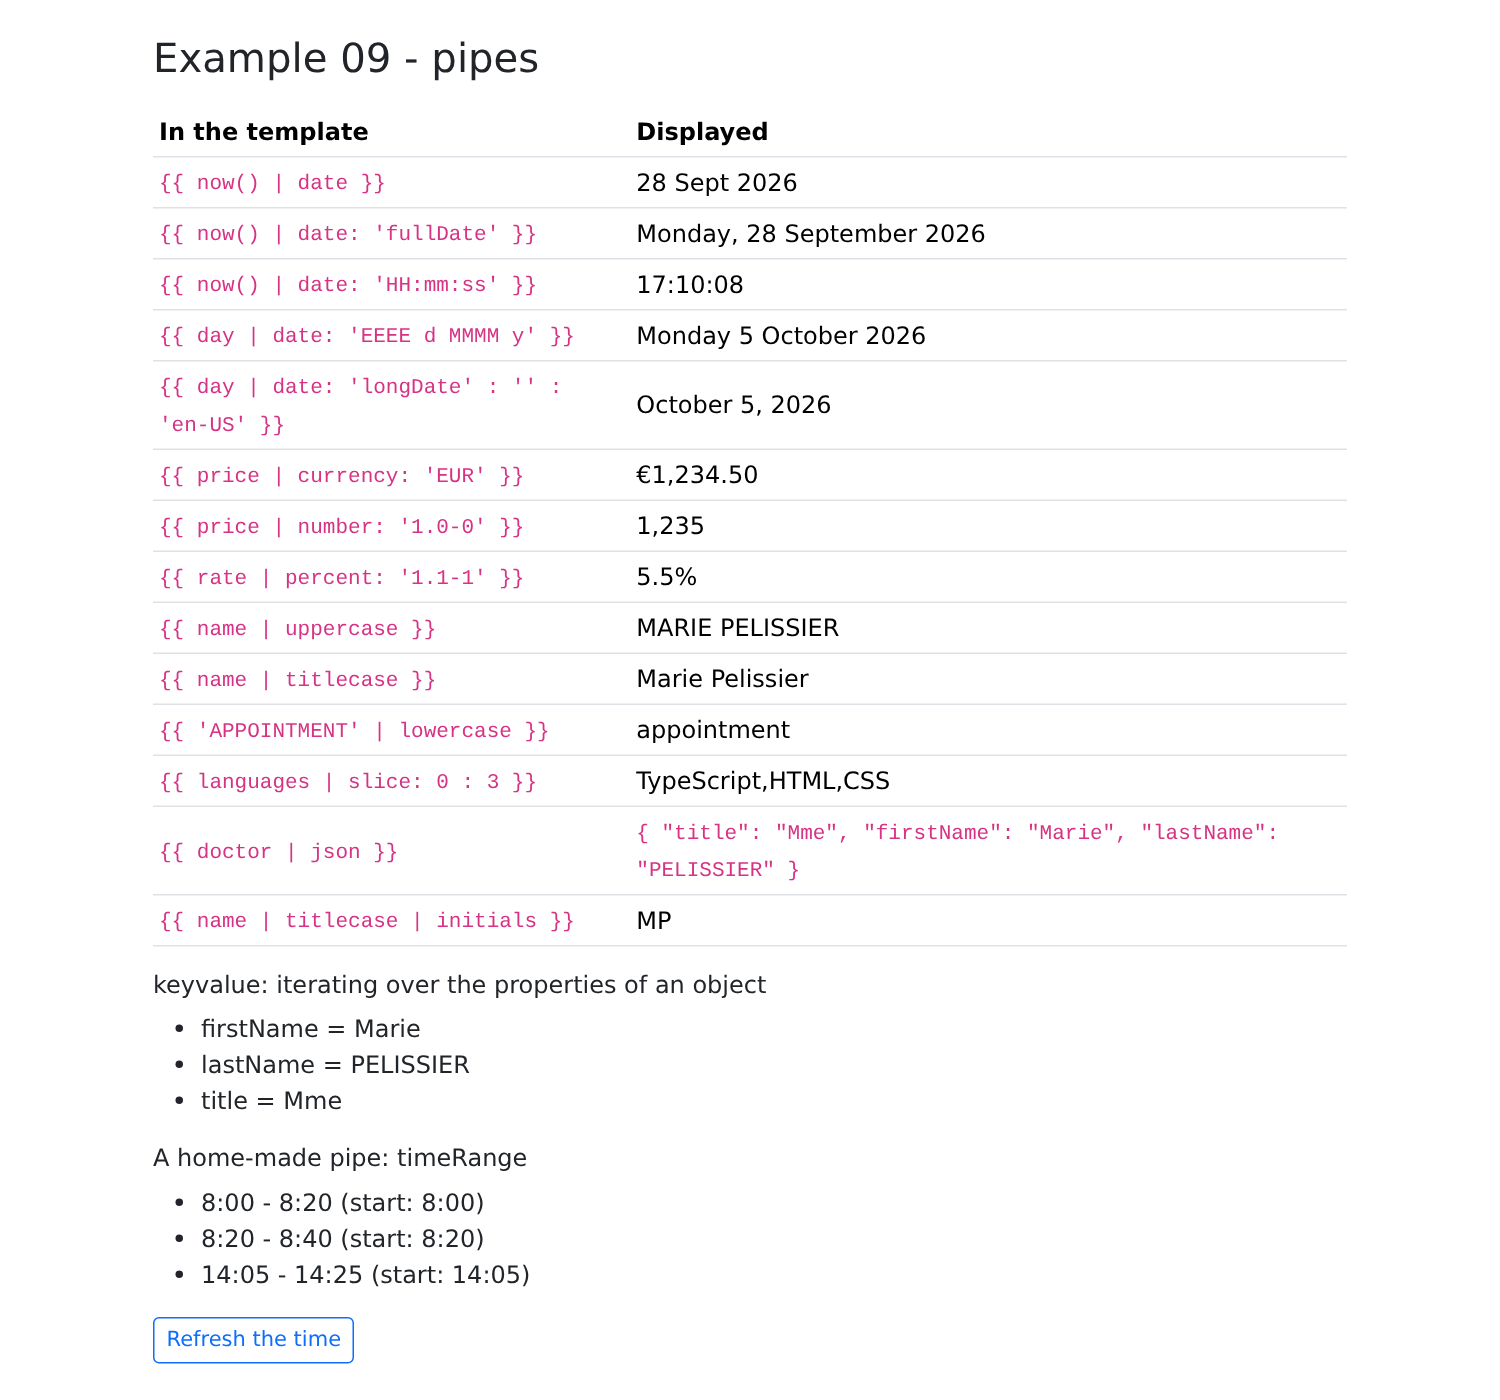 Example 09 - pipes
In the template Displayed
{{ now() | date }} 28 Sept 2026
{{ now() | date: 'fullDate' }} Monday, 28 September 2026
{{ now() | date: 'HH:mm:ss' }} 17:10:08
{{ day | date: 'EEEE d MMMM y' }} Monday 5 October 2026
{{ day | date: 'longDate' : '' :
'en-US' }} October 5, 2026
{{ price | currency: 'EUR' }} €1,234.50
{{ price | number: '1.0-0' }} 1,235
{{ rate | percent: '1.1-1' }} 5.5%
{{ name | uppercase }} MARIE PELISSIER
{{ name | titlecase }} Marie Pelissier
{{ 'APPOINTMENT' | lowercase }} appointment
{{ languages | slice: 0 : 3 }} TypeScript,HTML,CSS
{{ doctor | json }} { "title": "Mme", "firstName": "Marie", "lastName":
"PELISSIER" }
{{ name | titlecase | initials }} MP
keyvalue: iterating over the properties of an object
• firstName = Marie
• lastName = PELISSIER
• title = Mme
A home-made pipe: timeRange
• 8:00 - 8:20 (start: 8:00)
• 8:20 - 8:40 (start: 8:20)
• 14:05 - 14:25 (start: 14:05)
Refresh the time